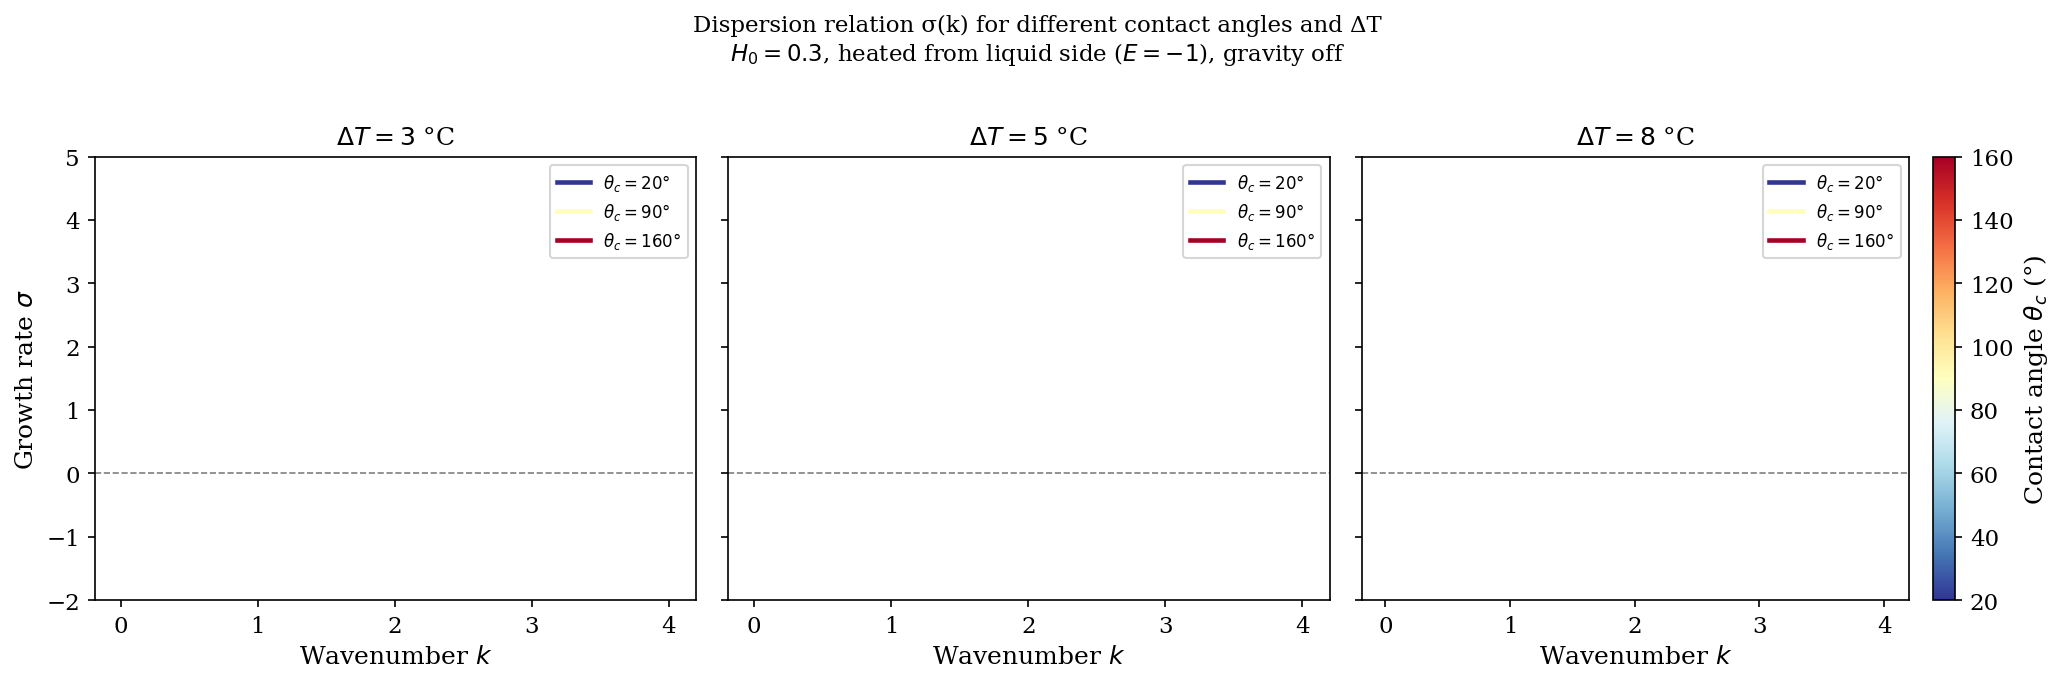 Dispersion relation σ(k) for different contact angles and ΔT
H₀ = 0.3, heated from liquid side (E = −1), gravity off
ΔT = 3 °C
ΔT = 5 °C
ΔT = 8 °C
θc = 20°
θc = 90°
θc = 160°
θc = 20°
θc = 90°
θc = 160°
θc = 20°
θc = 90°
θc = 160°
Growth rate σ
5
4
3
2
1
0
−1
−2
0 1 2 3 4
0 1 2 3 4
0 1 2 3 4
Wavenumber k
Wavenumber k
Wavenumber k
160
140
120
100
80
60
40
20
Contact angle θc (°)